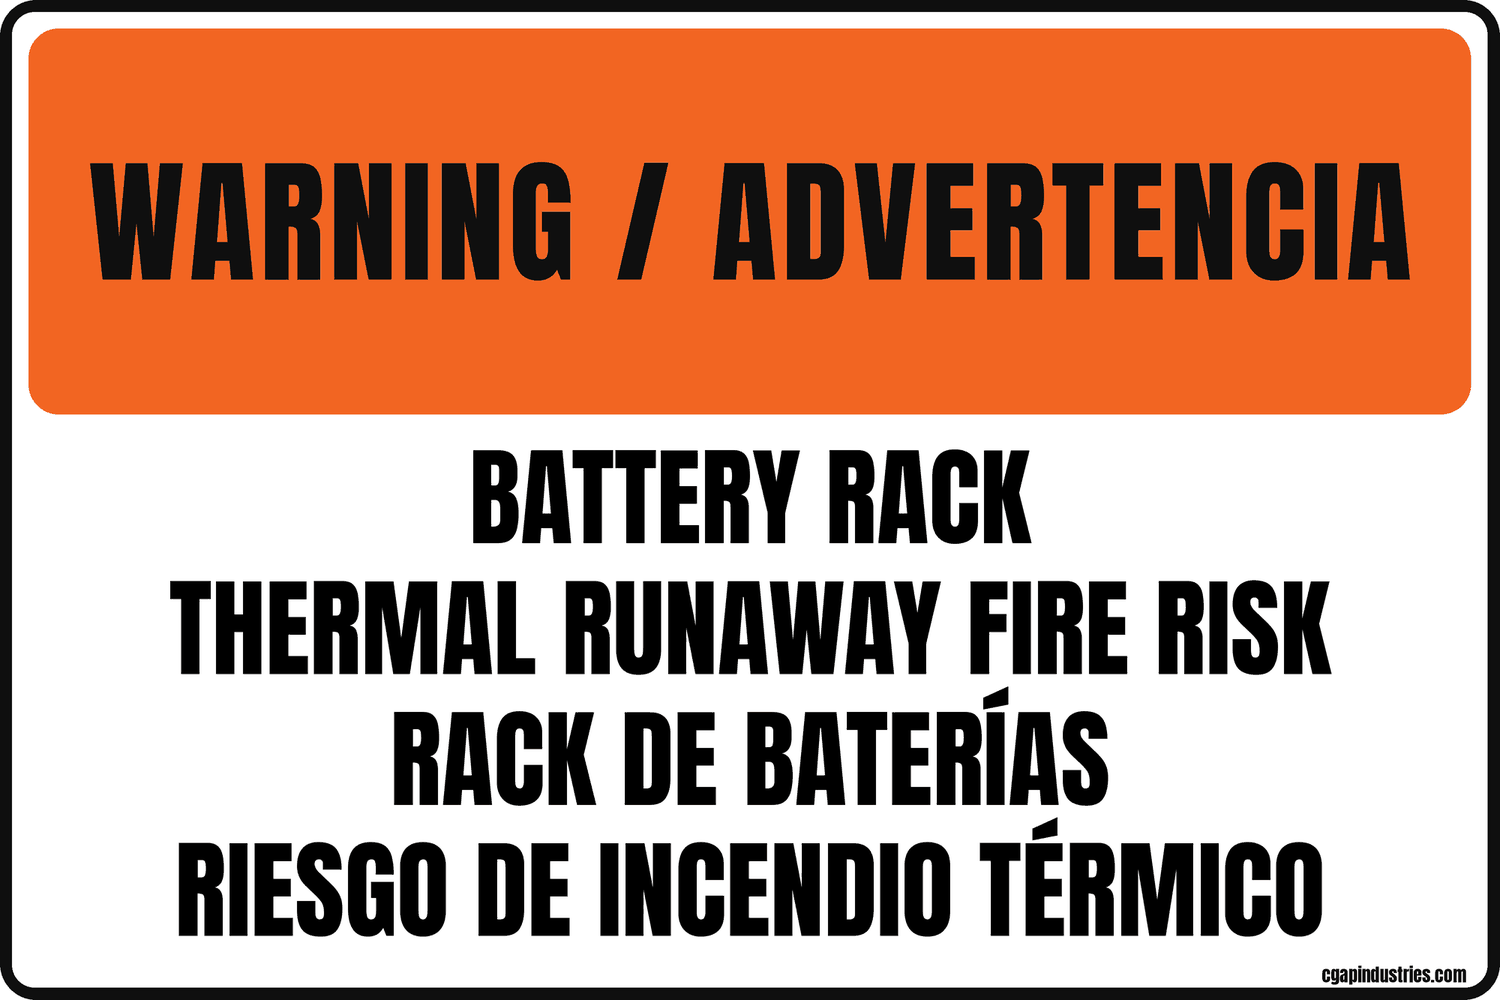 WARNING / ADVERTENCIA
BATTERY RACK
THERMAL RUNAWAY FIRE RISK
RACK DE BATERÍAS
RIESGO DE INCENDIO TÉRMICO
cgapindustries.com